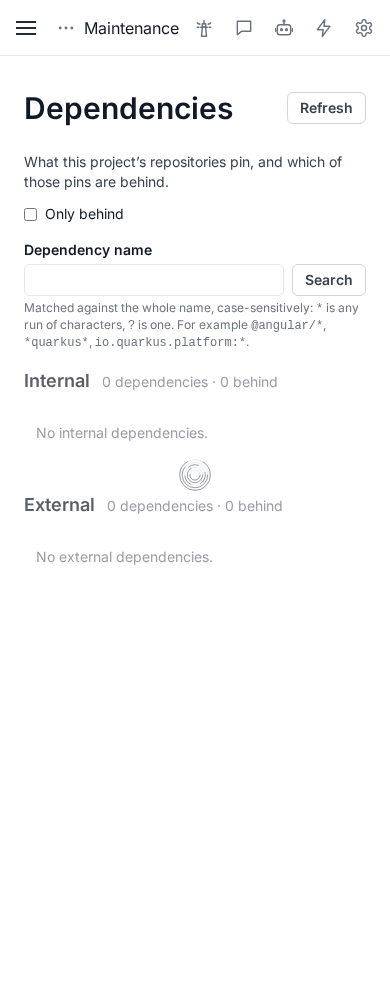 Maintenance
Dependencies
Refresh
What this project’s repositories pin, and which of
those pins are behind.
Only behind
Dependency name
Search
Matched against the whole name, case-sensitively: * is any
run of characters, ? is one. For example @angular/*,
*quarkus*, io.quarkus.platform:*.
Internal 0 dependencies · 0 behind
No internal dependencies.
External 0 dependencies · 0 behind
No external dependencies.